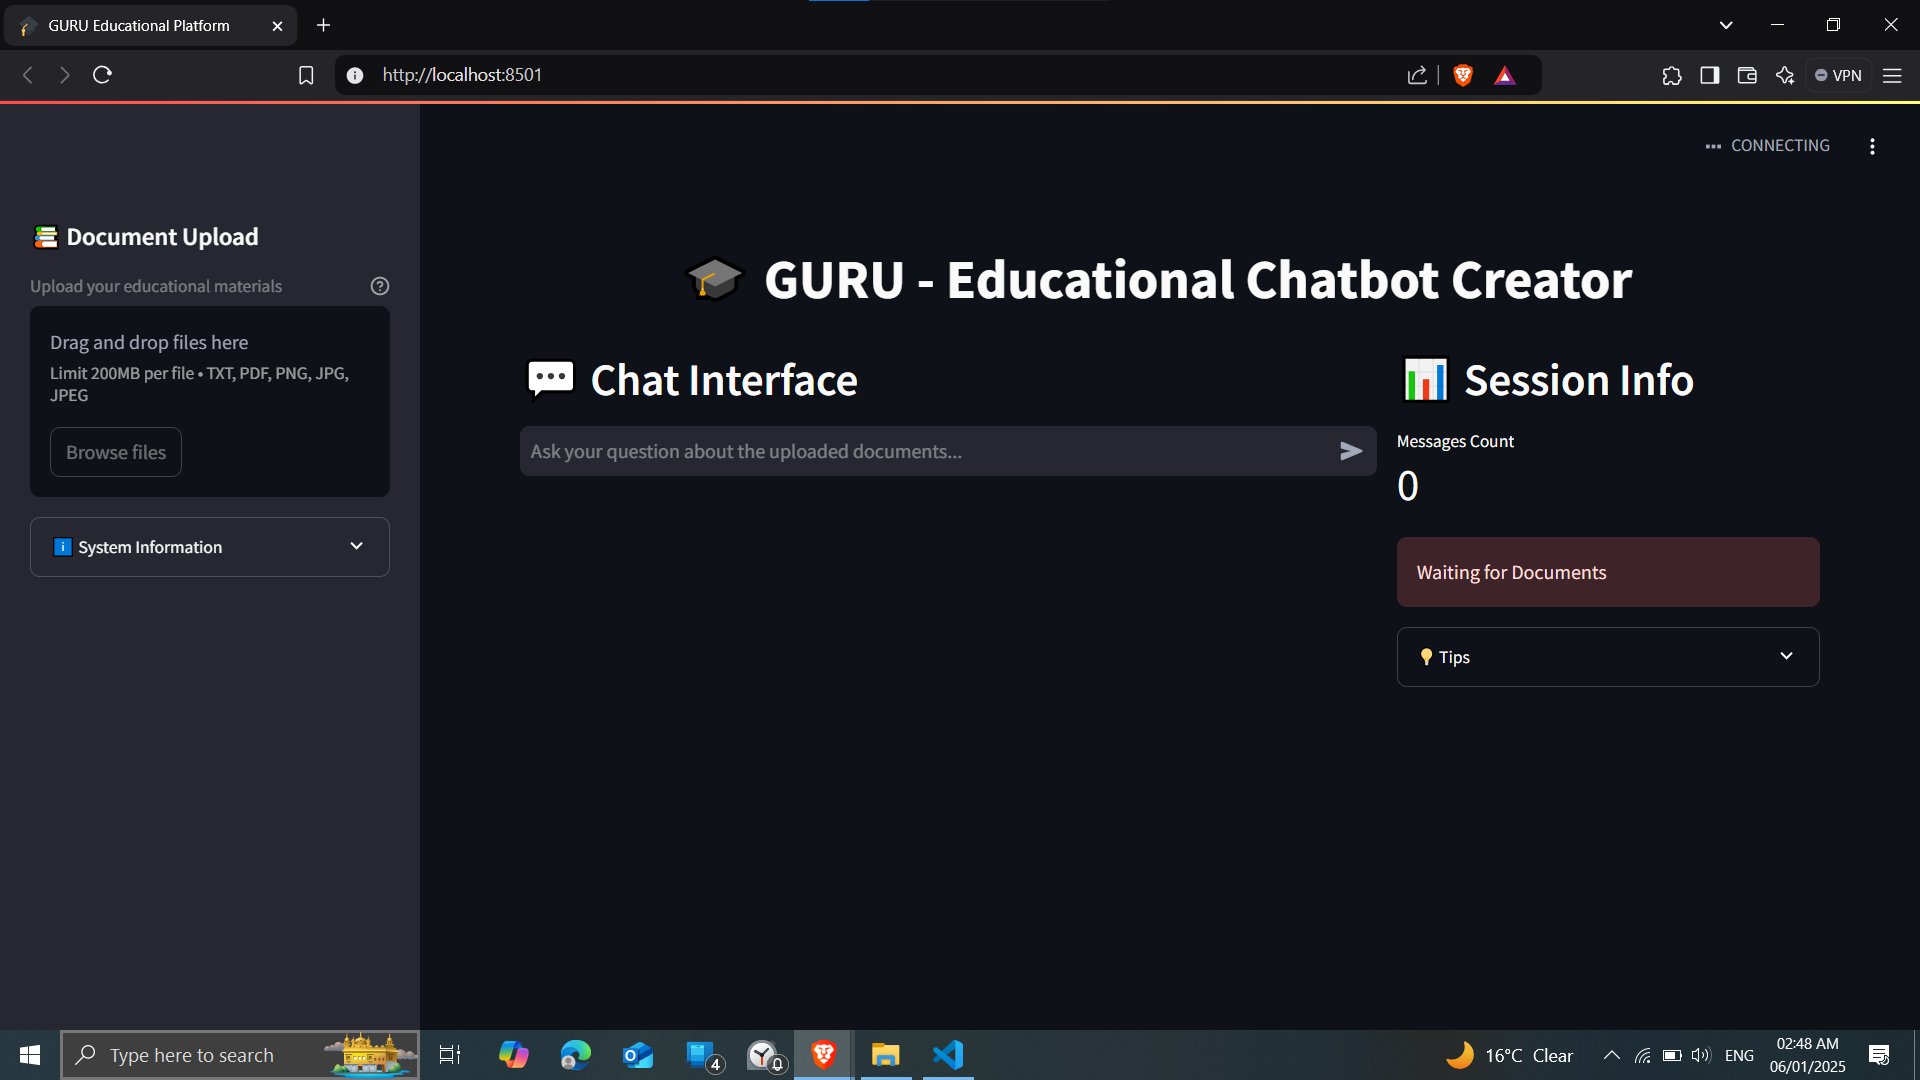 GURU Educational Platform
http://localhost:8501
VPN
CONNECTING
Document Upload
Upload your educational materials
Drag and drop files here
Limit 200MB per file • TXT, PDF, PNG, JPG,
JPEG
Browse files
System Information
GURU - Educational Chatbot Creator
Chat Interface
Ask your question about the uploaded documents...
Session Info
Messages Count
0
Waiting for Documents
Tips
Type here to search
4
16°C Clear
ENG
02:48 AM
06/01/2025